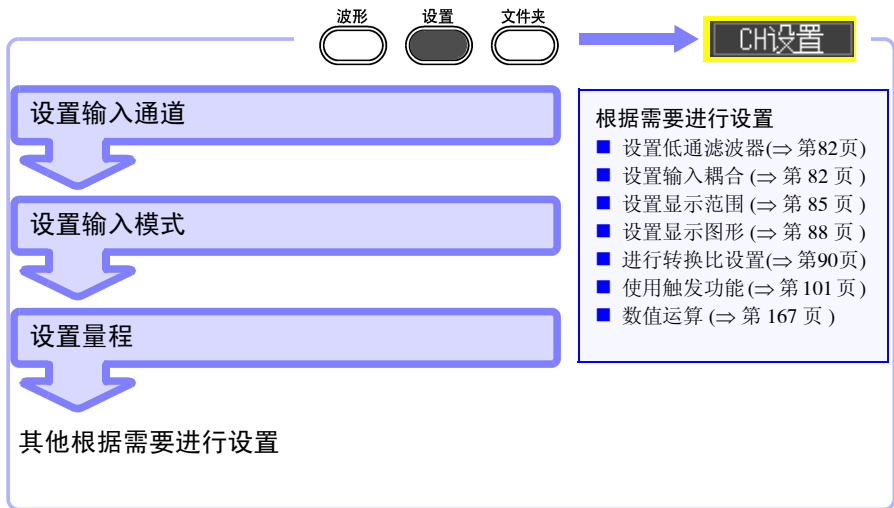 波形 设置 文件夹
CH设置
设置输入通道
设置输入模式
设置量程
其他根据需要进行设置
根据需要进行设置
■ 设置低通滤波器(⇒ 第82页)
■ 设置输入耦合 (⇒ 第 82 页 )
■ 设置显示范围 (⇒ 第 85 页 )
■ 设置显示图形 (⇒ 第 88 页 )
■ 进行转换比设置(⇒ 第90页)
■ 使用触发功能 (⇒ 第 101 页 )
■ 数值运算 (⇒ 第 167 页 )